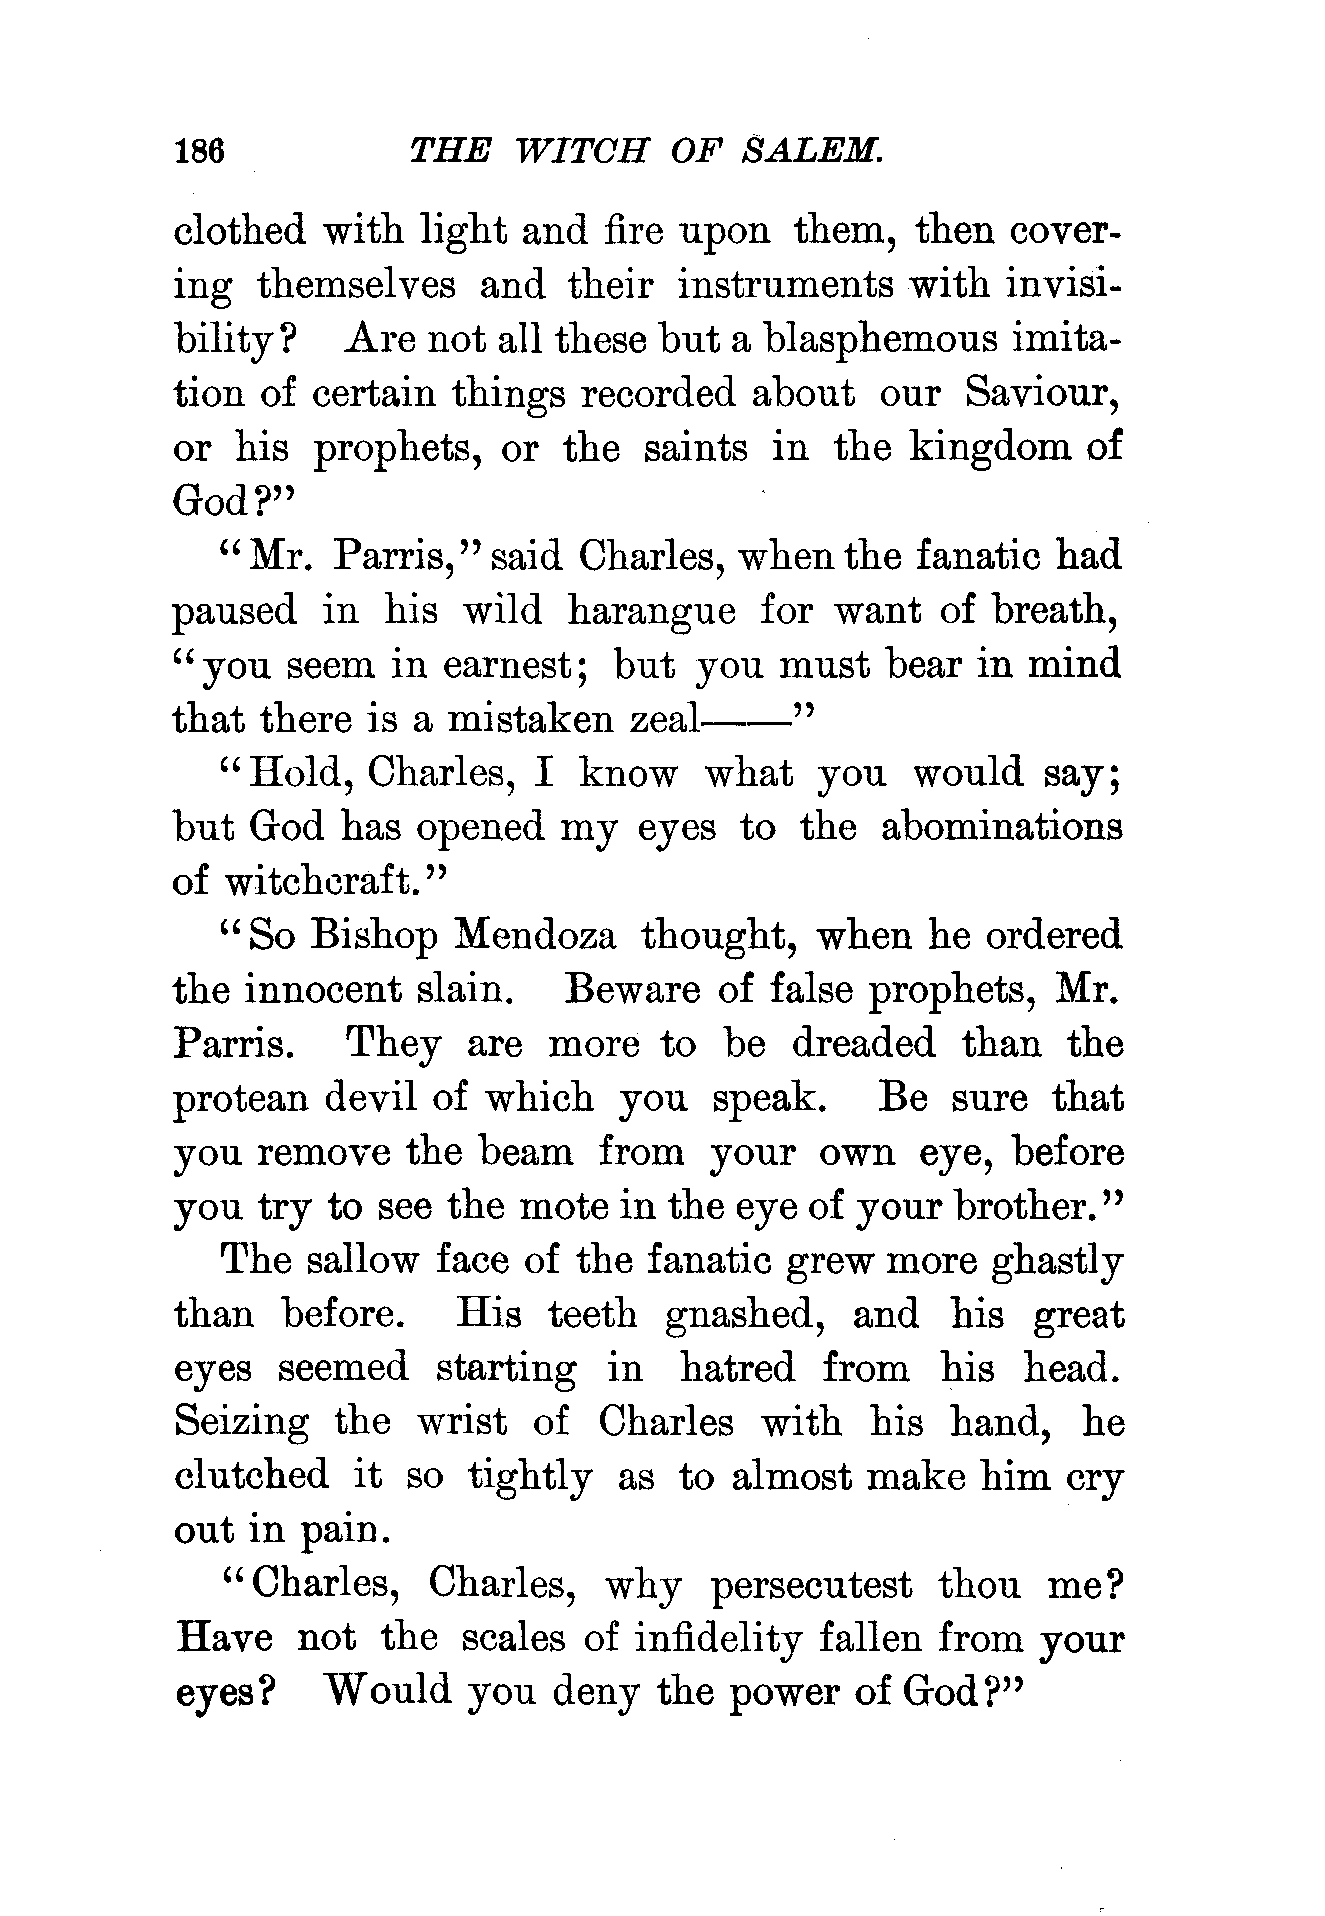 186 THE WITCH OF SALEM.
clothed with light and fire upon them, then cover-
ing themselves and their instruments with invisi-
bility? Are not all these but a blasphemous imita-
tion of certain things recorded about our Saviour,
or his prophets, or the saints in the kingdom of
God?"
"Mr. Parris," said Charles, when the fanatic had
paused in his wild harangue for want of breath,
"you seem in earnest; but you must bear in mind
that there is a mistaken zeal——"
"Hold, Charles, I know what you would say;
but God has opened my eyes to the abominations
of witchcraft."
"So Bishop Mendoza thought, when he ordered
the innocent slain. Beware of false prophets, Mr.
Parris. They are more to be dreaded than the
protean devil of which you speak. Be sure that
you remove the beam from your own eye, before
you try to see the mote in the eye of your brother."
The sallow face of the fanatic grew more ghastly
than before. His teeth gnashed, and his great
eyes seemed starting in hatred from his head.
Seizing the wrist of Charles with his hand, he
clutched it so tightly as to almost make him cry
out in pain.
"Charles, Charles, why persecutest thou me?
Have not the scales of infidelity fallen from your
eyes? Would you deny the power of God?"